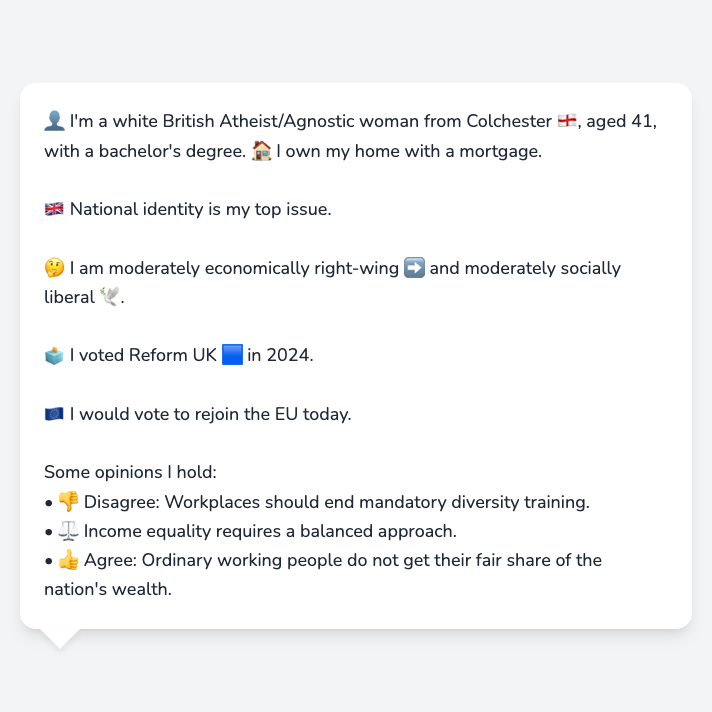 👤 I'm a white British Atheist/Agnostic woman from Colchester 🏴󠁧󠁢󠁥󠁮󠁧󠁿, aged 41,
with a bachelor's degree. 🏠 I own my home with a mortgage.
🇬🇧 National identity is my top issue.
🤔 I am moderately economically right-wing ➡️ and moderately socially
liberal 🕊️.
🗳️ I voted Reform UK 🟦 in 2024.
🇪🇺 I would vote to rejoin the EU today.
Some opinions I hold:
• 👎 Disagree: Workplaces should end mandatory diversity training.
• ⚖️ Income equality requires a balanced approach.
• 👍 Agree: Ordinary working people do not get their fair share of the
nation's wealth.